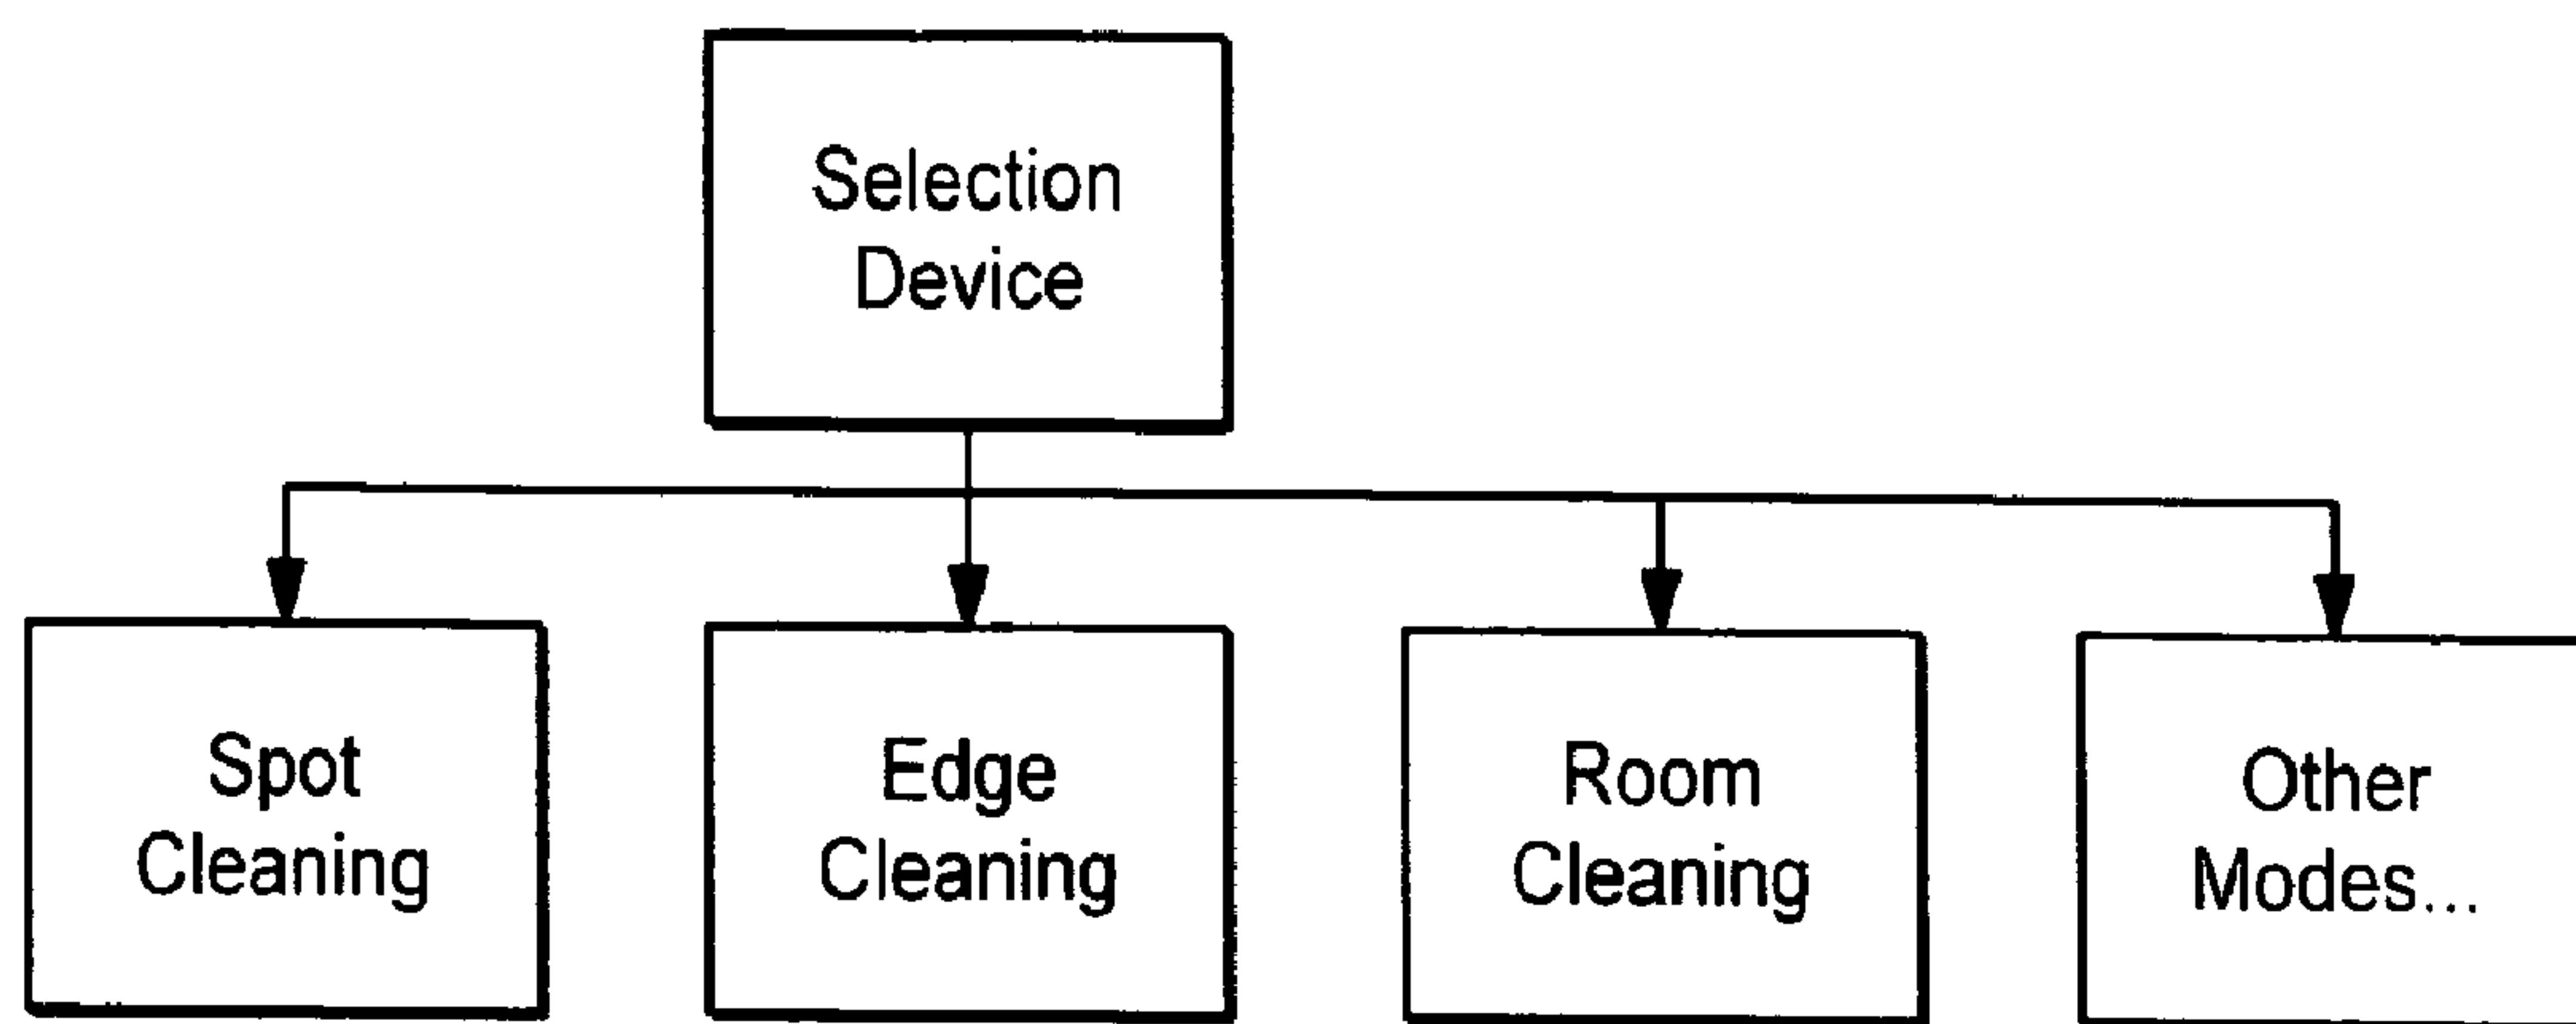 Selection
Device
Spot
Cleaning
Edge
Cleaning
Room
Cleaning
Other
Modes...